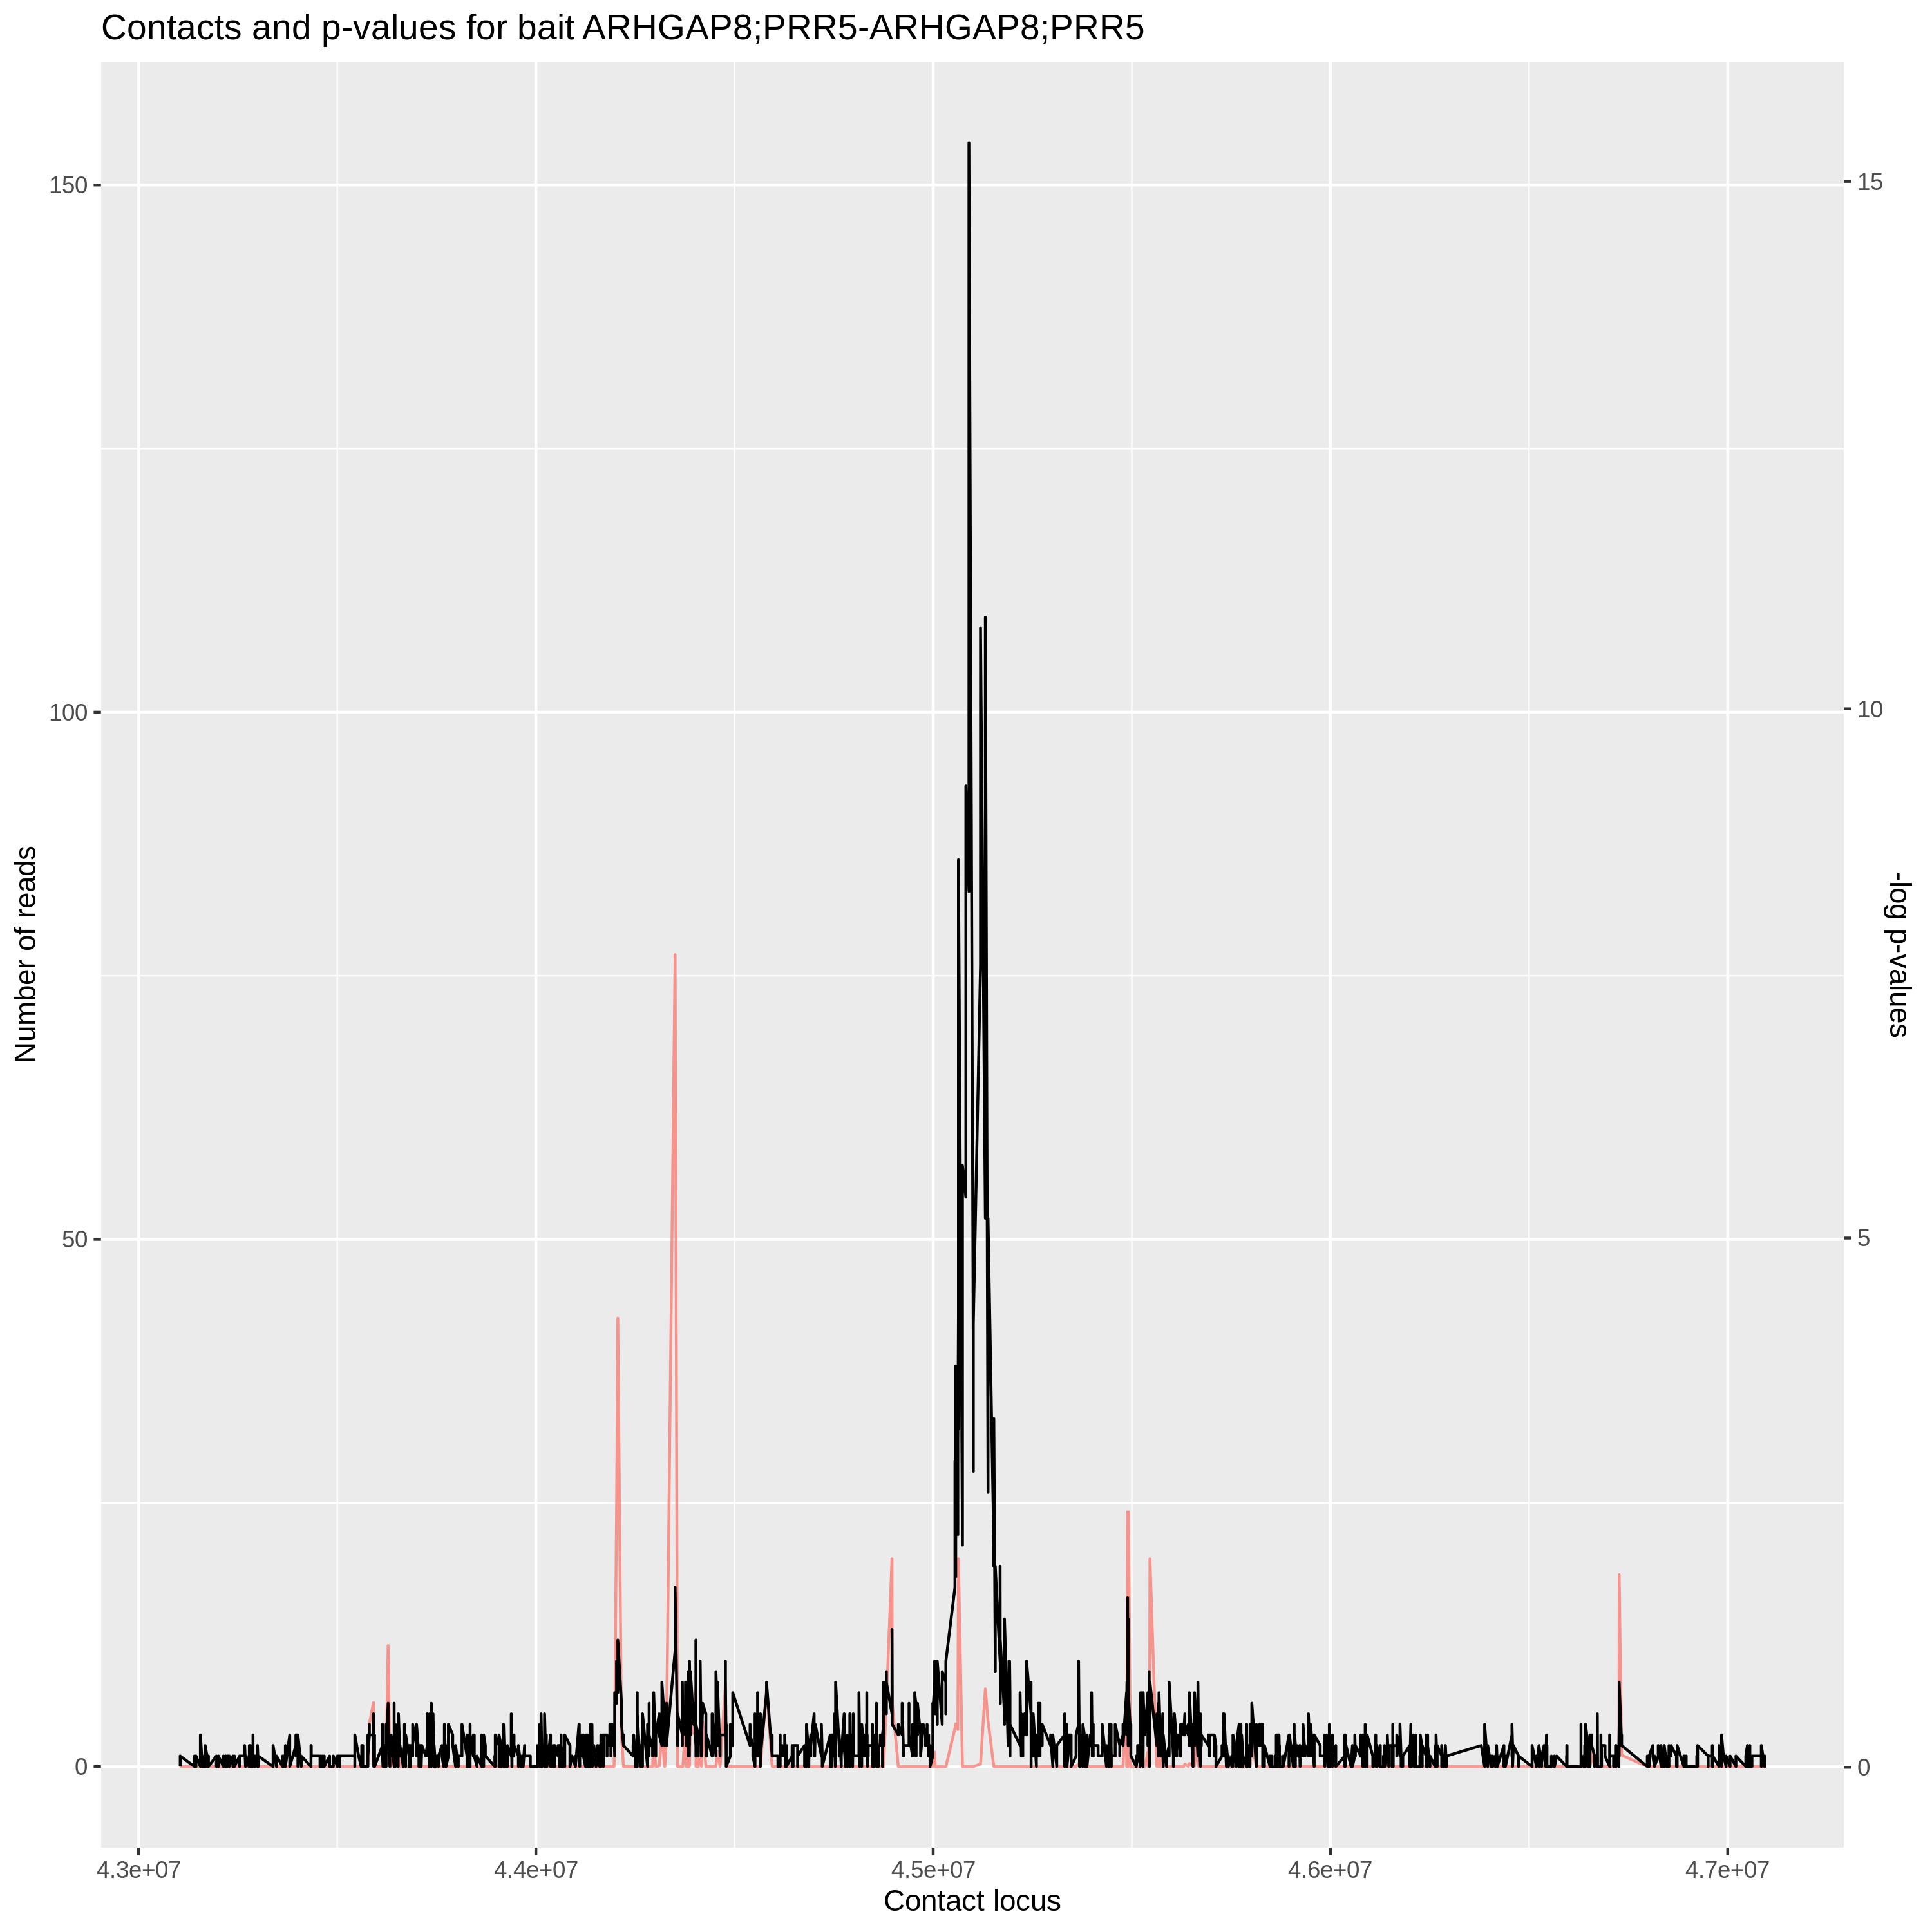 Contacts and p-values for bait ARHGAP8;PRR5-ARHGAP8;PRR5
150
100
50
0
Number of reads
15
10
5
0
-log p-values
4.3e+07
4.4e+07
4.5e+07
4.6e+07
4.7e+07
Contact locus